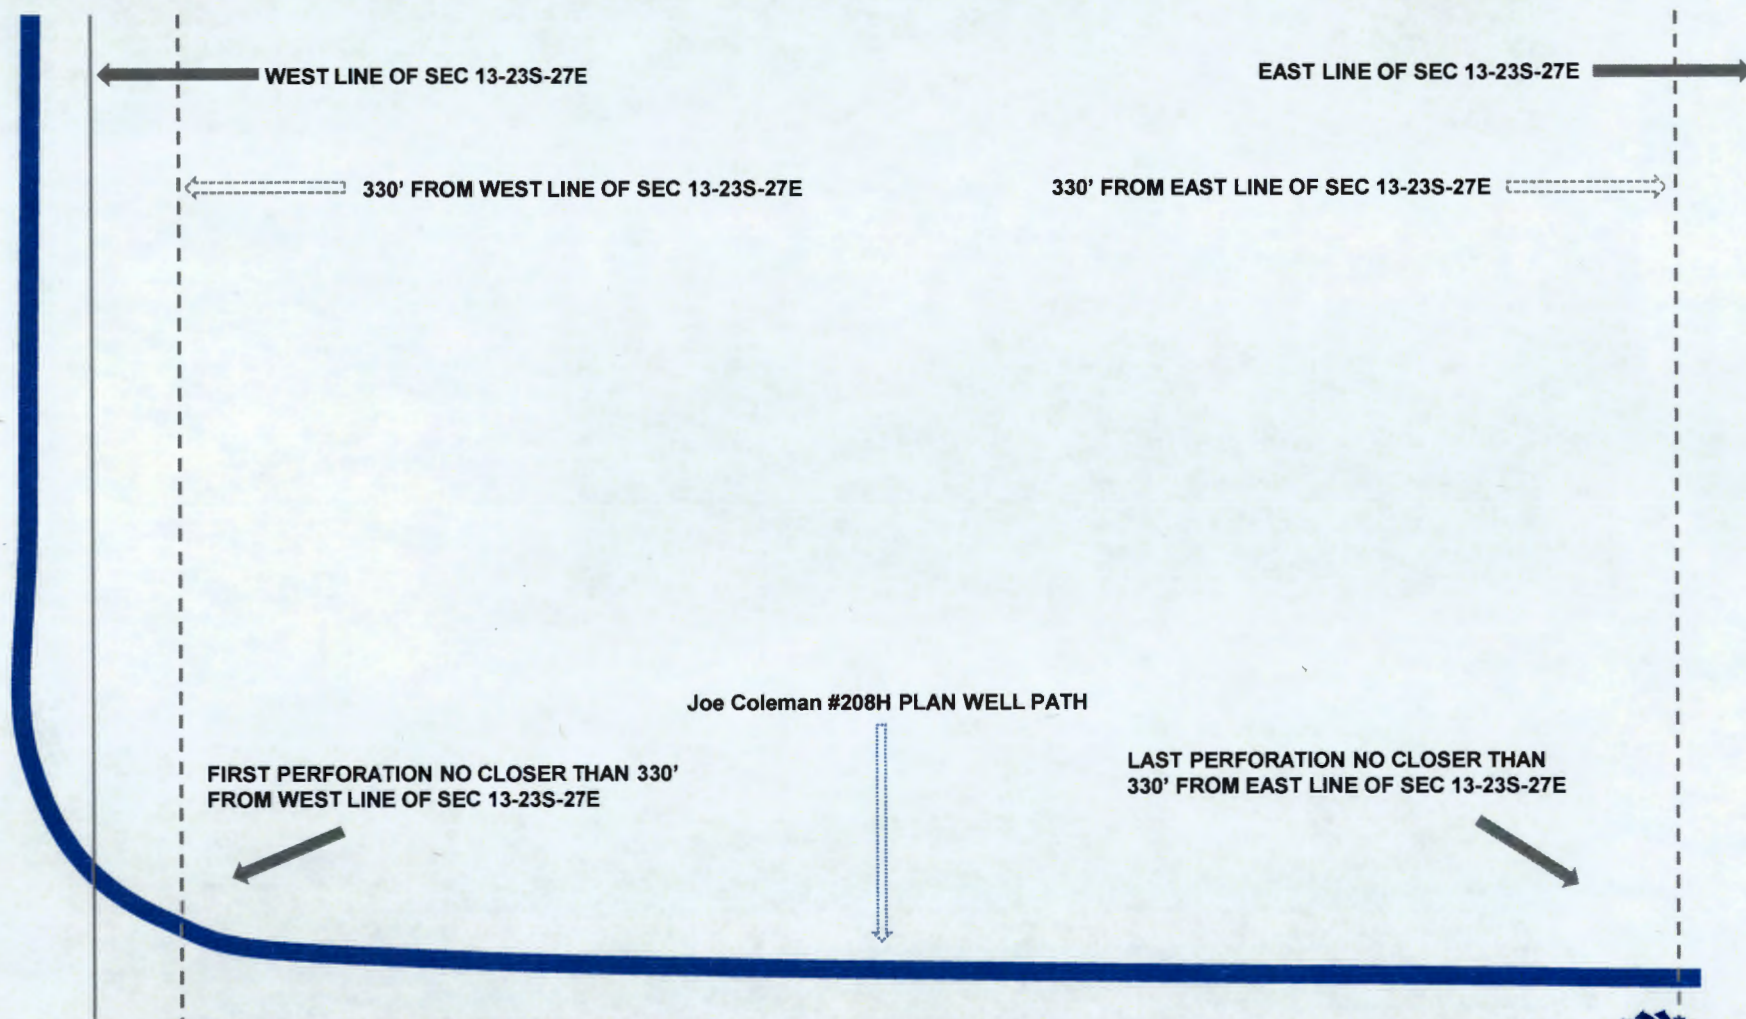 WEST LINE OF SEC 13-23S-27E
EAST LINE OF SEC 13-23S-27E
330' FROM WEST LINE OF SEC 13-23S-27E
330' FROM EAST LINE OF SEC 13-23S-27E
Joe Coleman #208H PLAN WELL PATH
FIRST PERFORATION NO CLOSER THAN 330'
FROM WEST LINE OF SEC 13-23S-27E
LAST PERFORATION NO CLOSER THAN
330' FROM EAST LINE OF SEC 13-23S-27E